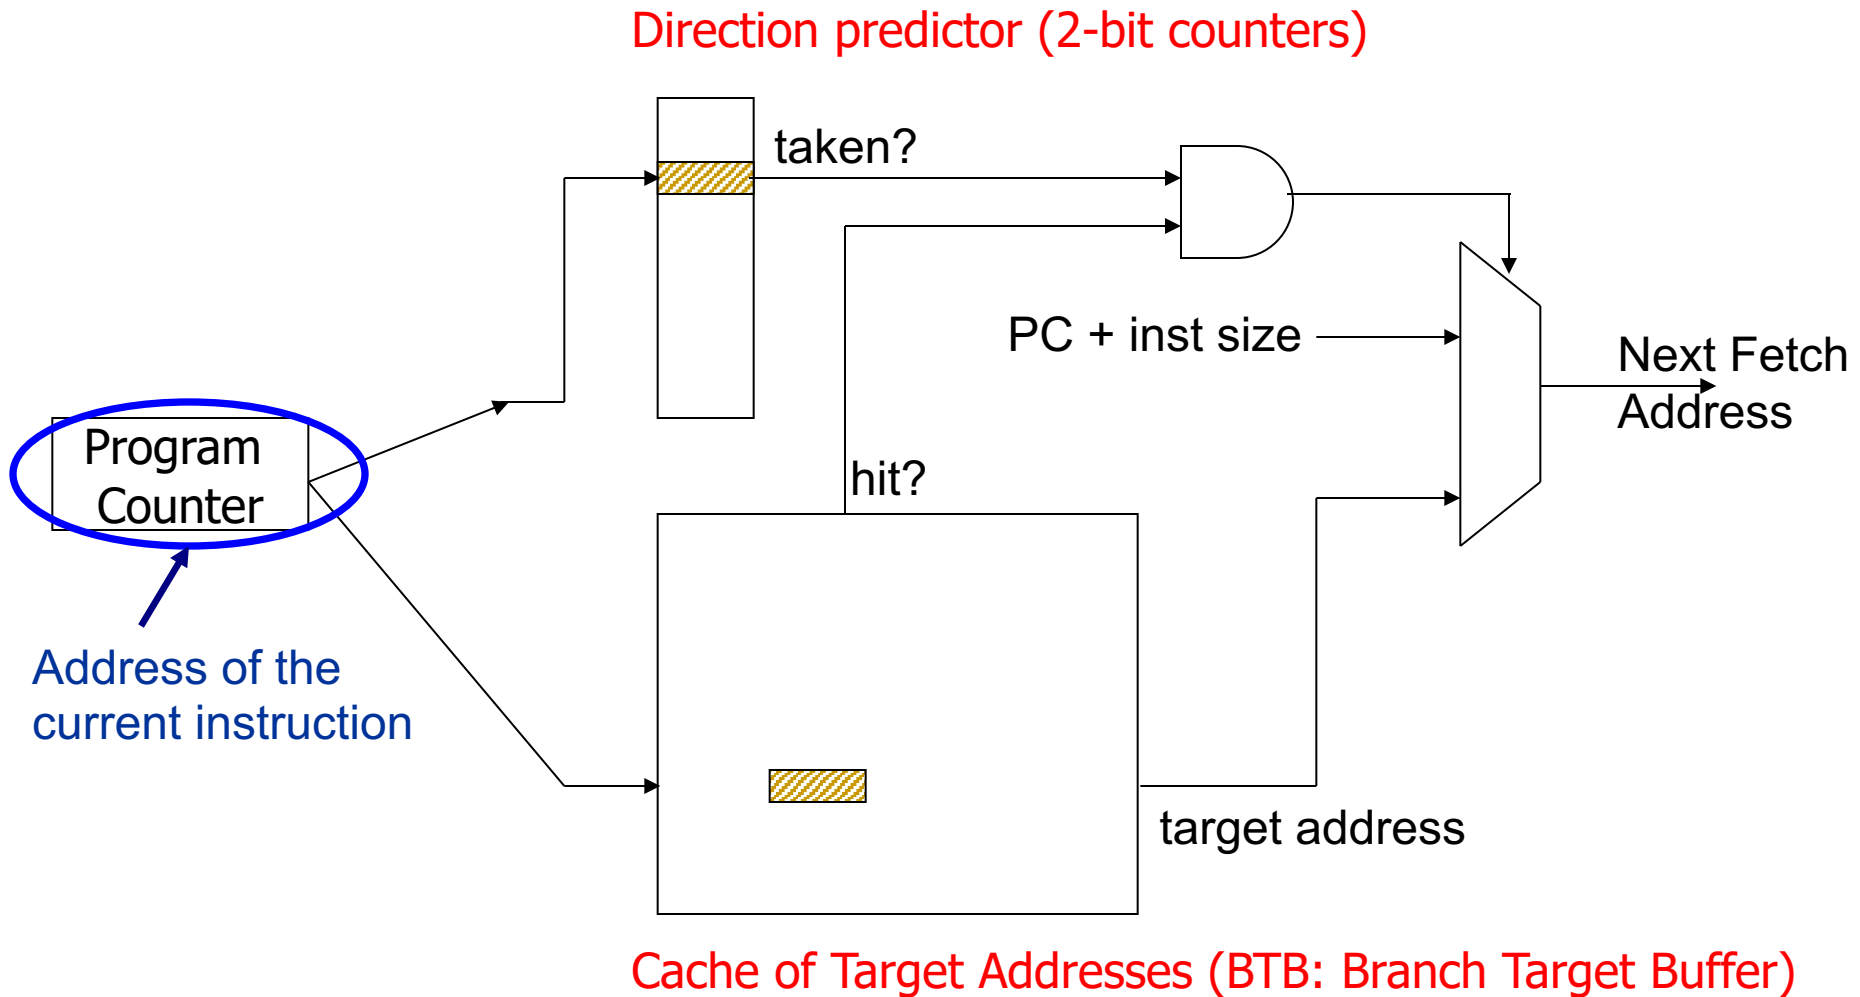 Direction predictor (2-bit counters)
taken?
PC + inst size
Next Fetch
Address
Program
Counter
hit?
Address of the
current instruction
target address
Cache of Target Addresses (BTB: Branch Target Buffer)